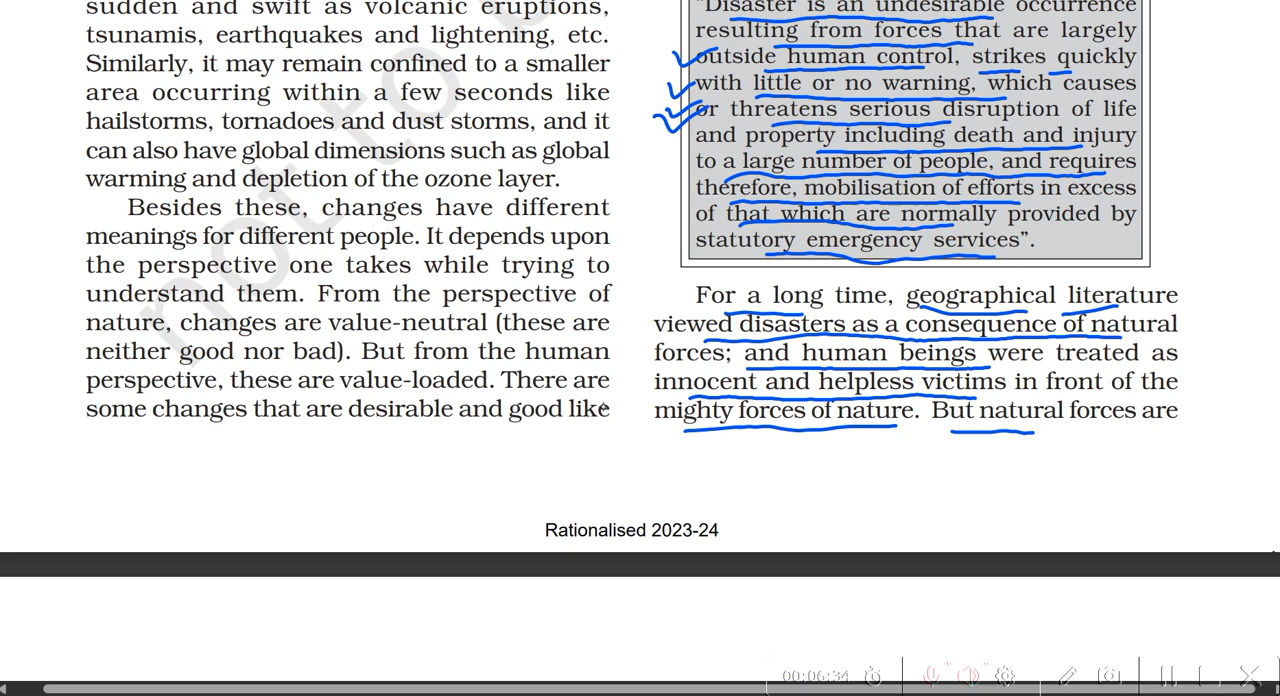 sudden and swift as volcanic eruptions,
tsunamis, earthquakes and lightening, etc.
Similarly, it may remain confined to a smaller
area occurring within a few seconds like
hailstorms, tornadoes and dust storms, and it
can also have global dimensions such as global
warming and depletion of the ozone layer.
Besides these, changes have different
meanings for different people. It depends upon
the perspective one takes while trying to
understand them. From the perspective of
nature, changes are value-neutral (these are
neither good nor bad). But from the human
perspective, these are value-loaded. There are
some changes that are desirable and good like
"Disaster is an undesirable occurrence
resulting from forces that are largely
outside human control, strikes quickly
with little or no warning, which causes
or threatens serious disruption of life
and property including death and injury
to a large number of people, and requires
therefore, mobilisation of efforts in excess
of that which are normally provided by
statutory emergency services”.
For a long time, geographical literature
viewed disasters as a consequence of natural
forces; and human beings were treated as
innocent and helpless victims in front of the
mighty forces of nature. But natural forces are
not to
Rationalised 2023-24
00:06:34